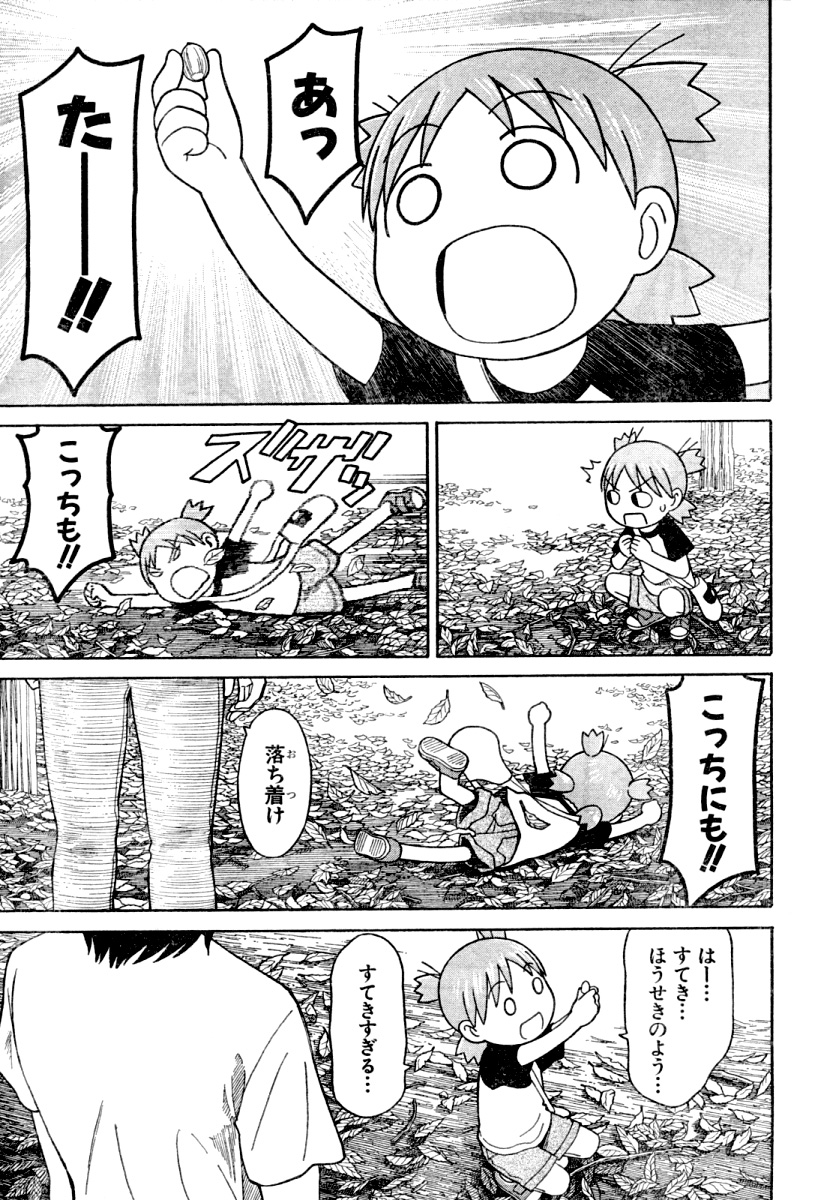 あっ
たーー!!
こっちも!!
ズザザッ
こっちにも!!
落ち着け
おつ
はー…
すてき…
ほうせきのよう…
すてきすぎる…